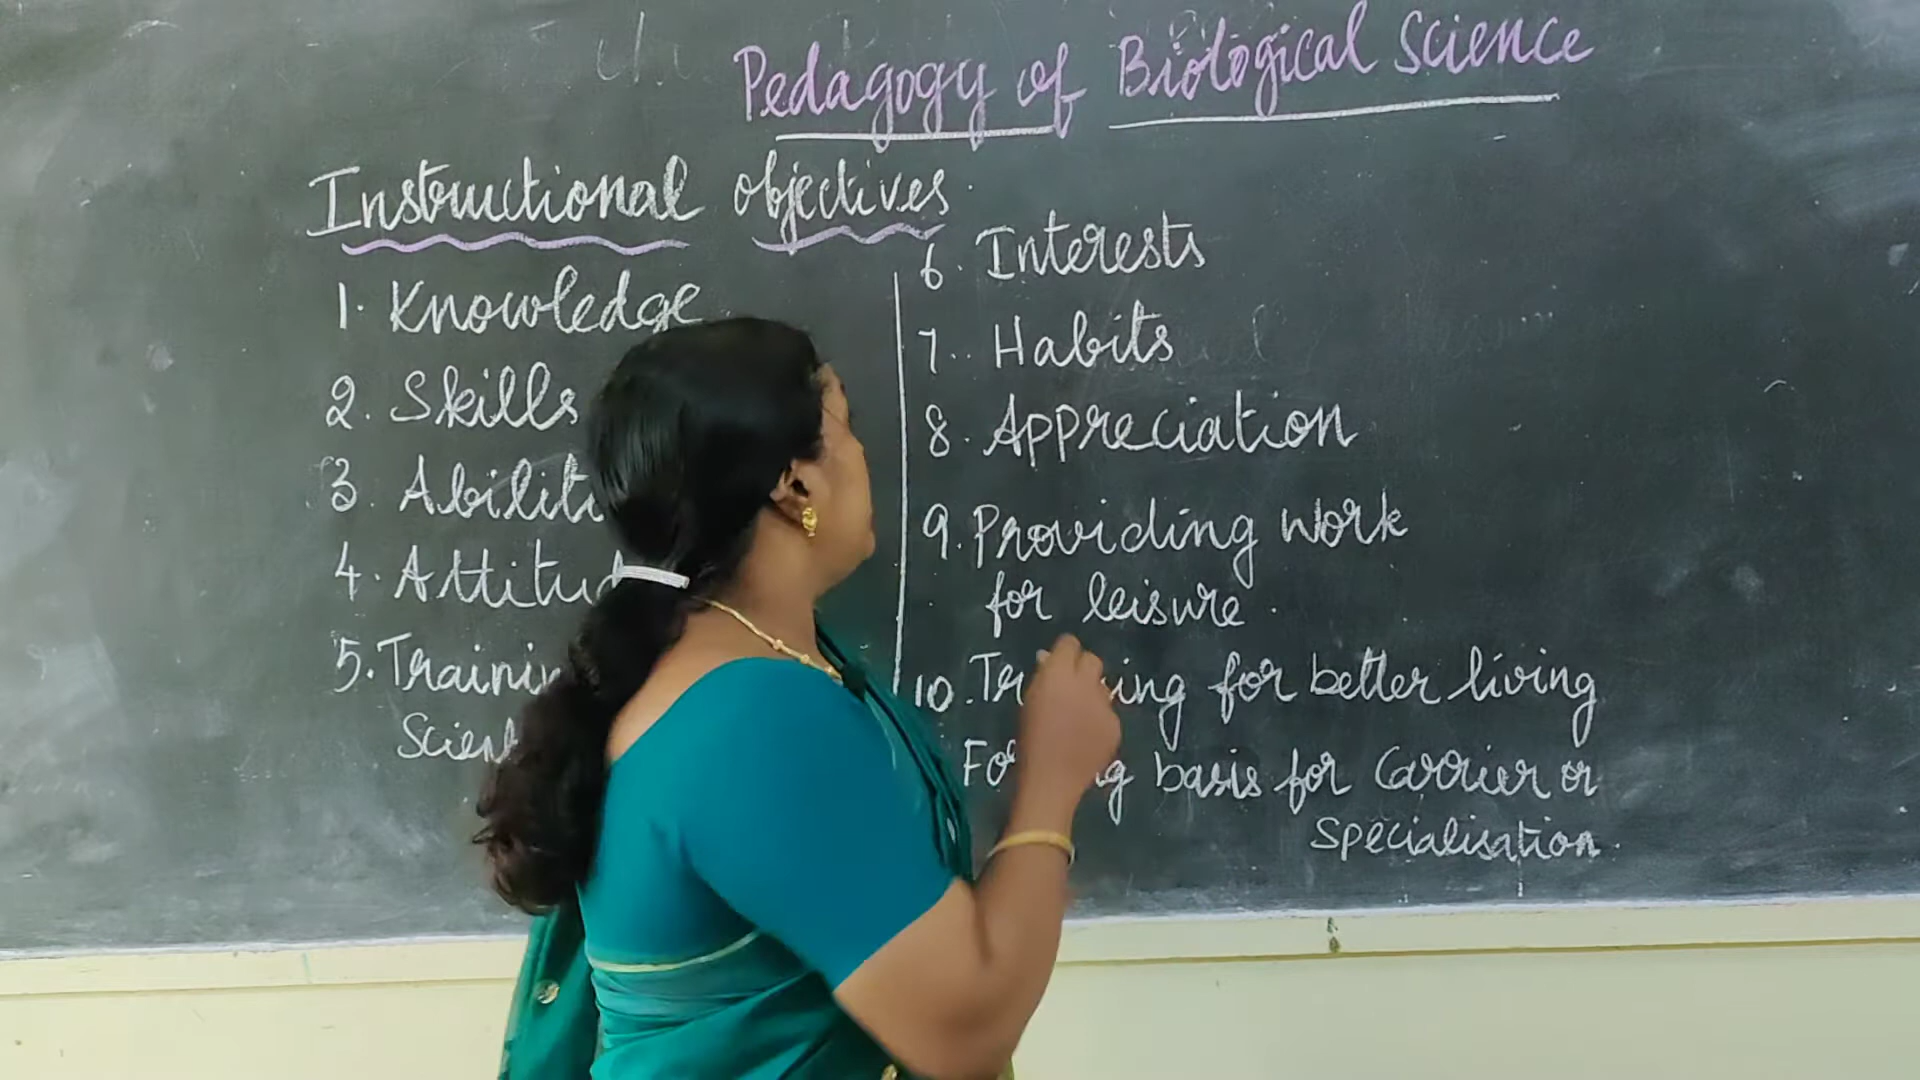 Pedagogy of Biological Science
Instructional objectives.
1. Knowledge
2. Skills
3.
4.
5.
6. Interests
7. Habits
8. Appreciation
9. Providing work
for leisure.
10. for better living
basis for Carrier or
Specialisation.